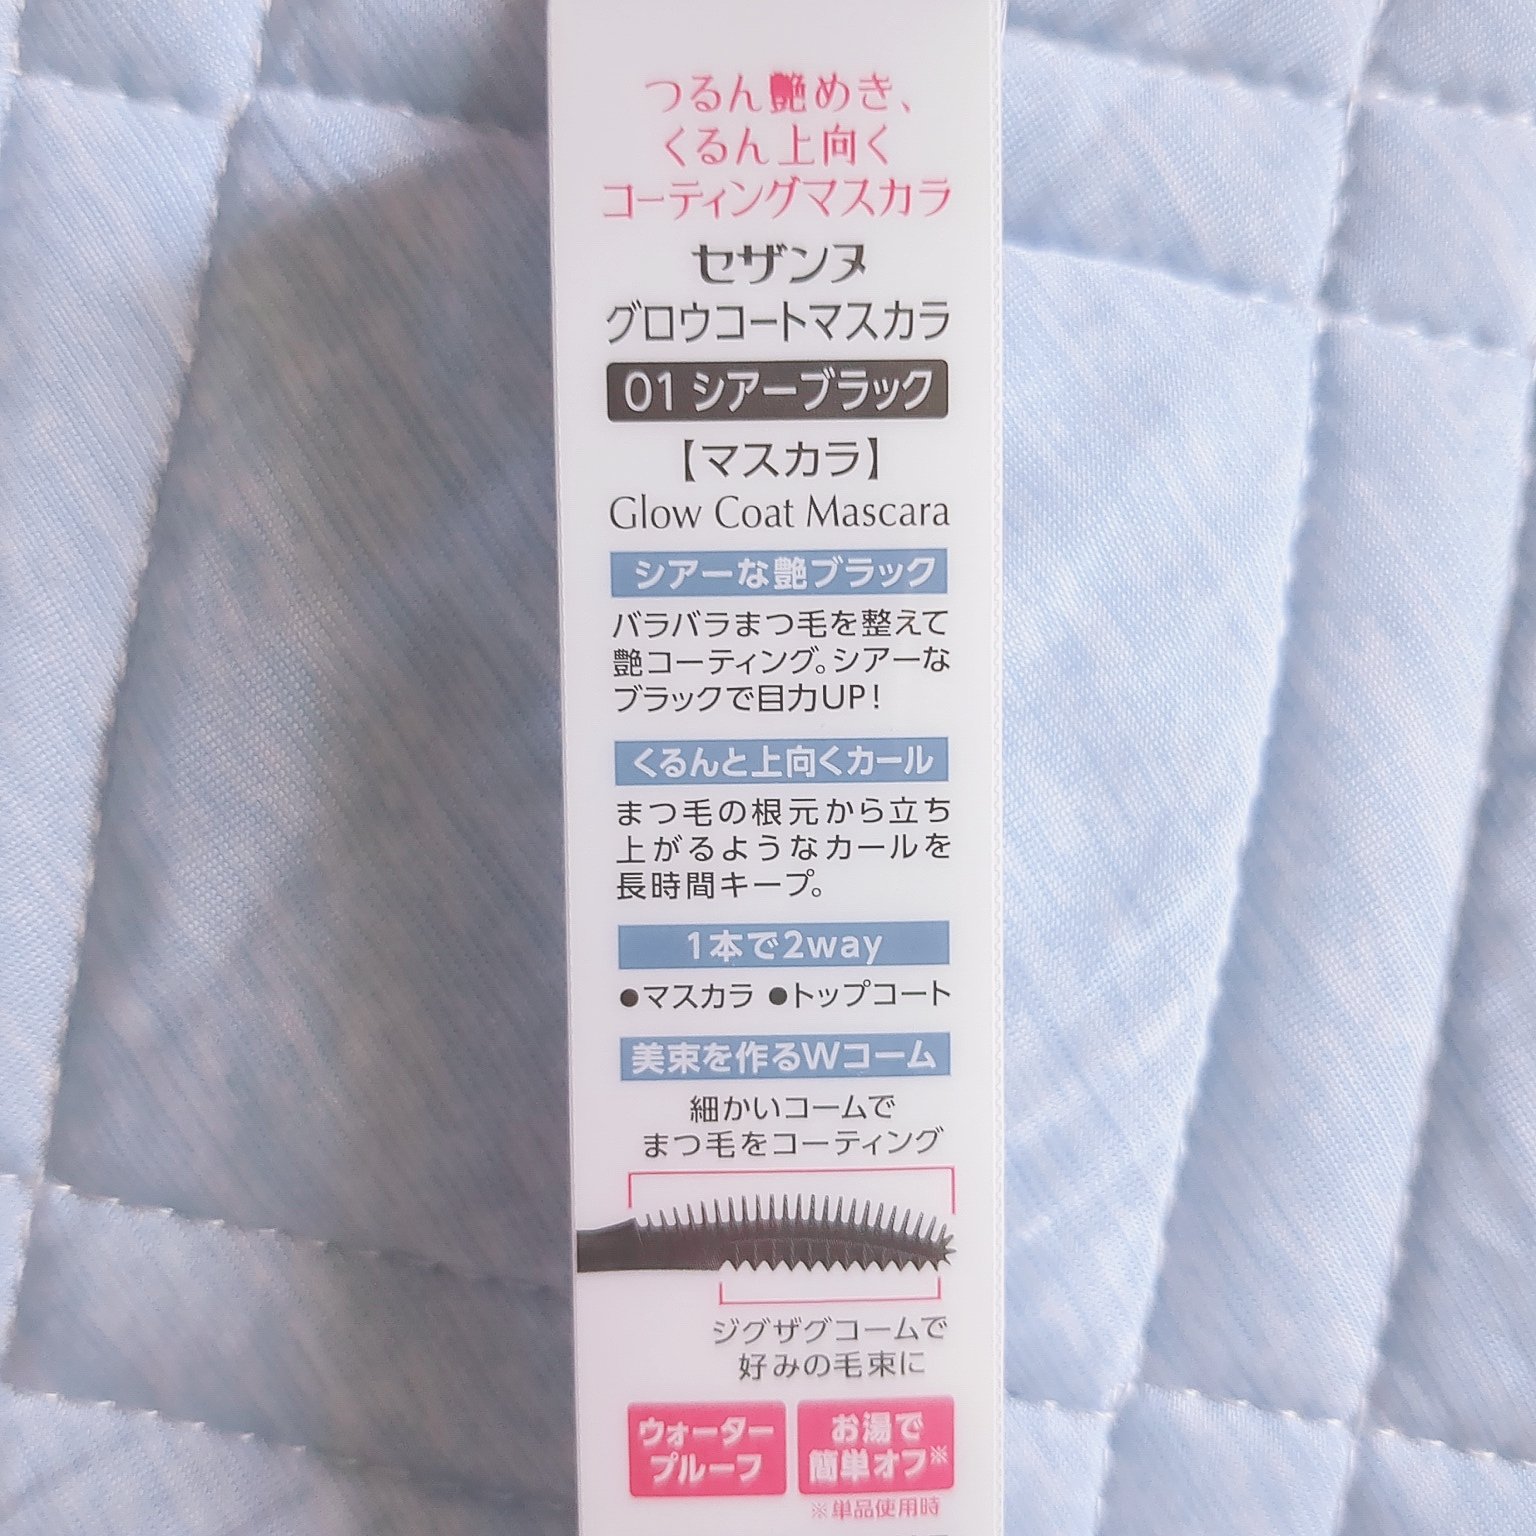 つるん艶めき、
くるん上向く
コーティングマスカラ
セザンヌ
グロウコートマスカラ
01 シアーブラック
【マスカラ】
Glow Coat Mascara
シアーな艶ブラック
バラバラまつ毛を整えて
艶コーティング。シアーな
ブラックで目力UP!
くるんと上向くカール
まつ毛の根元から立ち
上がるようなカールを
長時間キープ。
1本で2way
●マスカラ ●トップコート
美束を作るWコーム
細かいコームで
まつ毛をコーティング
ジグザグコームで
好みの毛束に
ウォーター
プルーフ
お湯で
簡単オフ※
※単品使用時